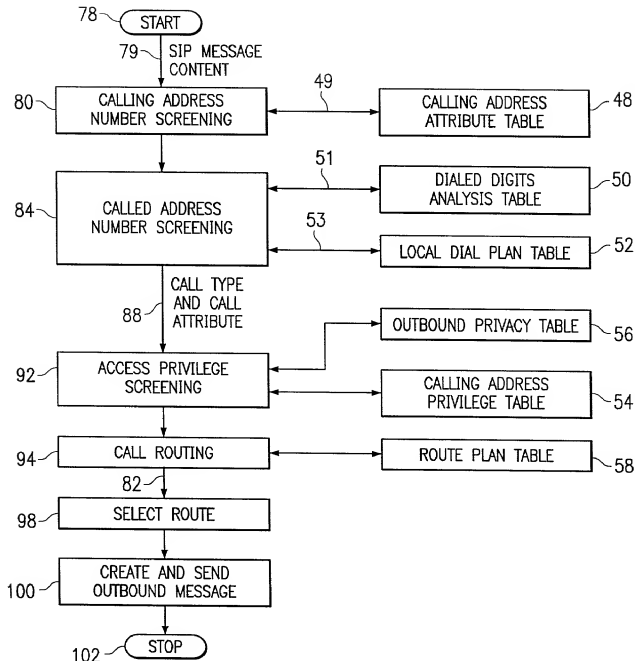 78
START
79
SIP MESSAGE
CONTENT
80
CALLING ADDRESS
NUMBER SCREENING
49
CALLING ADDRESS
ATTRIBUTE TABLE
48
84
CALLED ADDRESS
NUMBER SCREENING
51
DIALED DIGITS
ANALYSIS TABLE
50
53
LOCAL DIAL PLAN TABLE
52
88
CALL TYPE
AND CALL
ATTRIBUTE
OUTBOUND PRIVACY TABLE
56
92
ACCESS PRIVILEGE
SCREENING
CALLING ADDRESS
PRIVILEGE TABLE
54
94
CALL ROUTING
ROUTE PLAN TABLE
58
82
98
SELECT ROUTE
100
CREATE AND SEND
OUTBOUND MESSAGE
102
STOP